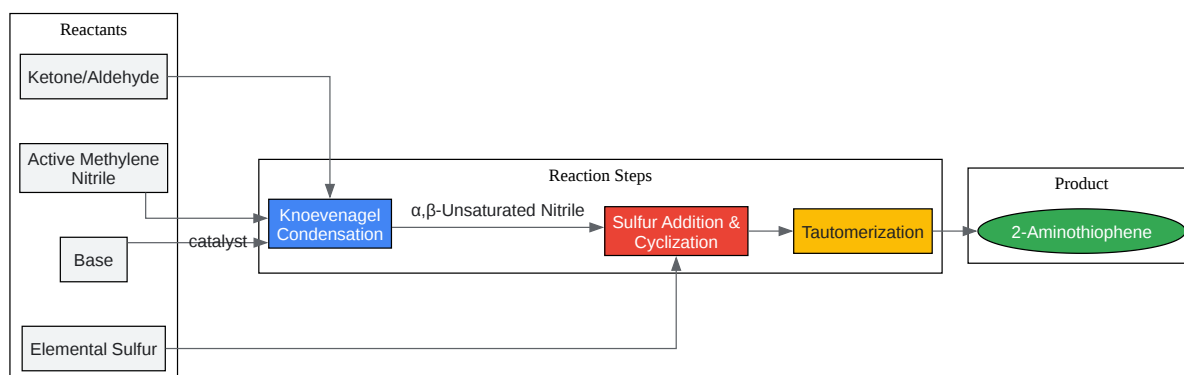 Reactants
Ketone/Aldehyde
Active Methylene
Nitrile
Base
Elemental Sulfur
catalyst
Reaction Steps
Knoevenagel
Condensation
α,β-Unsaturated Nitrile
Sulfur Addition &
Cyclization
Tautomerization
Product
2-Aminothiophene